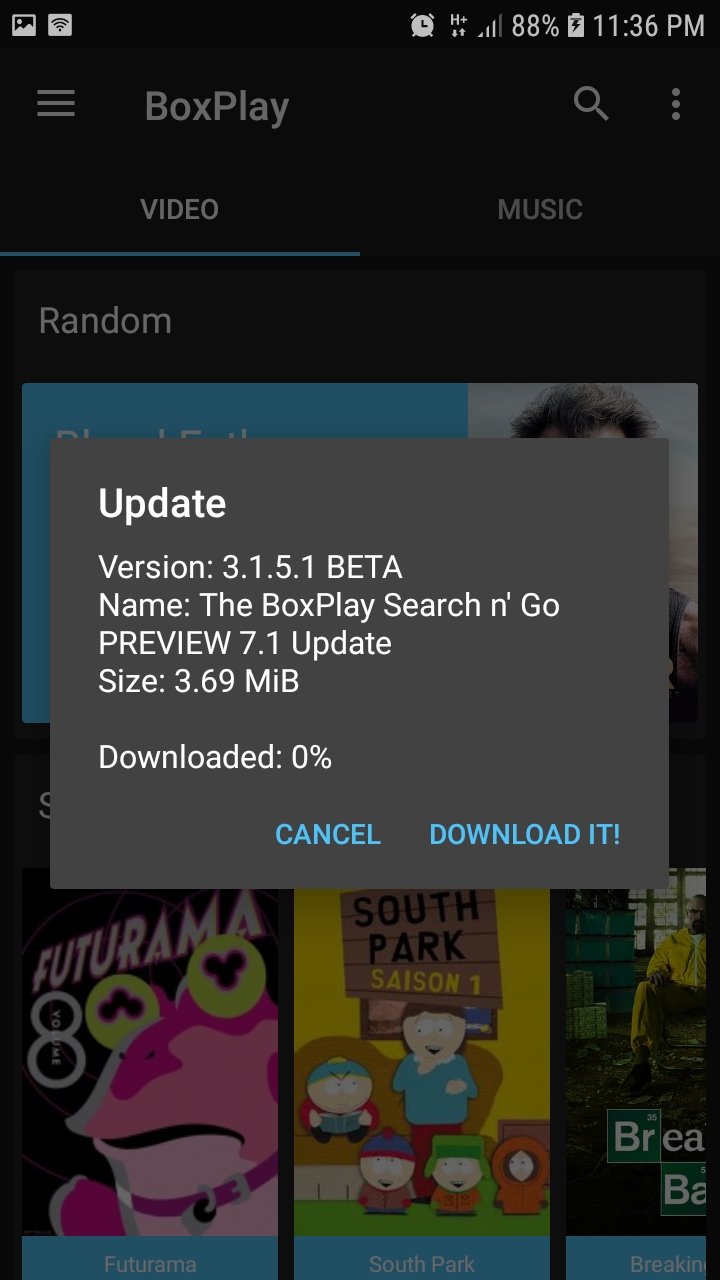 88% 11:36 PM
BoxPlay
VIDEO MUSIC
Random
Update
Version: 3.1.5.1 BETA
Name: The BoxPlay Search n' Go
PREVIEW 7.1 Update
Size: 3.69 MiB
Downloaded: 0%
CANCEL DOWNLOAD IT!
FUTURAMA
VOLUME
8
SOUTH
PARK
SAISON 1
35
Brea
Ba
Futurama South Park Breakin